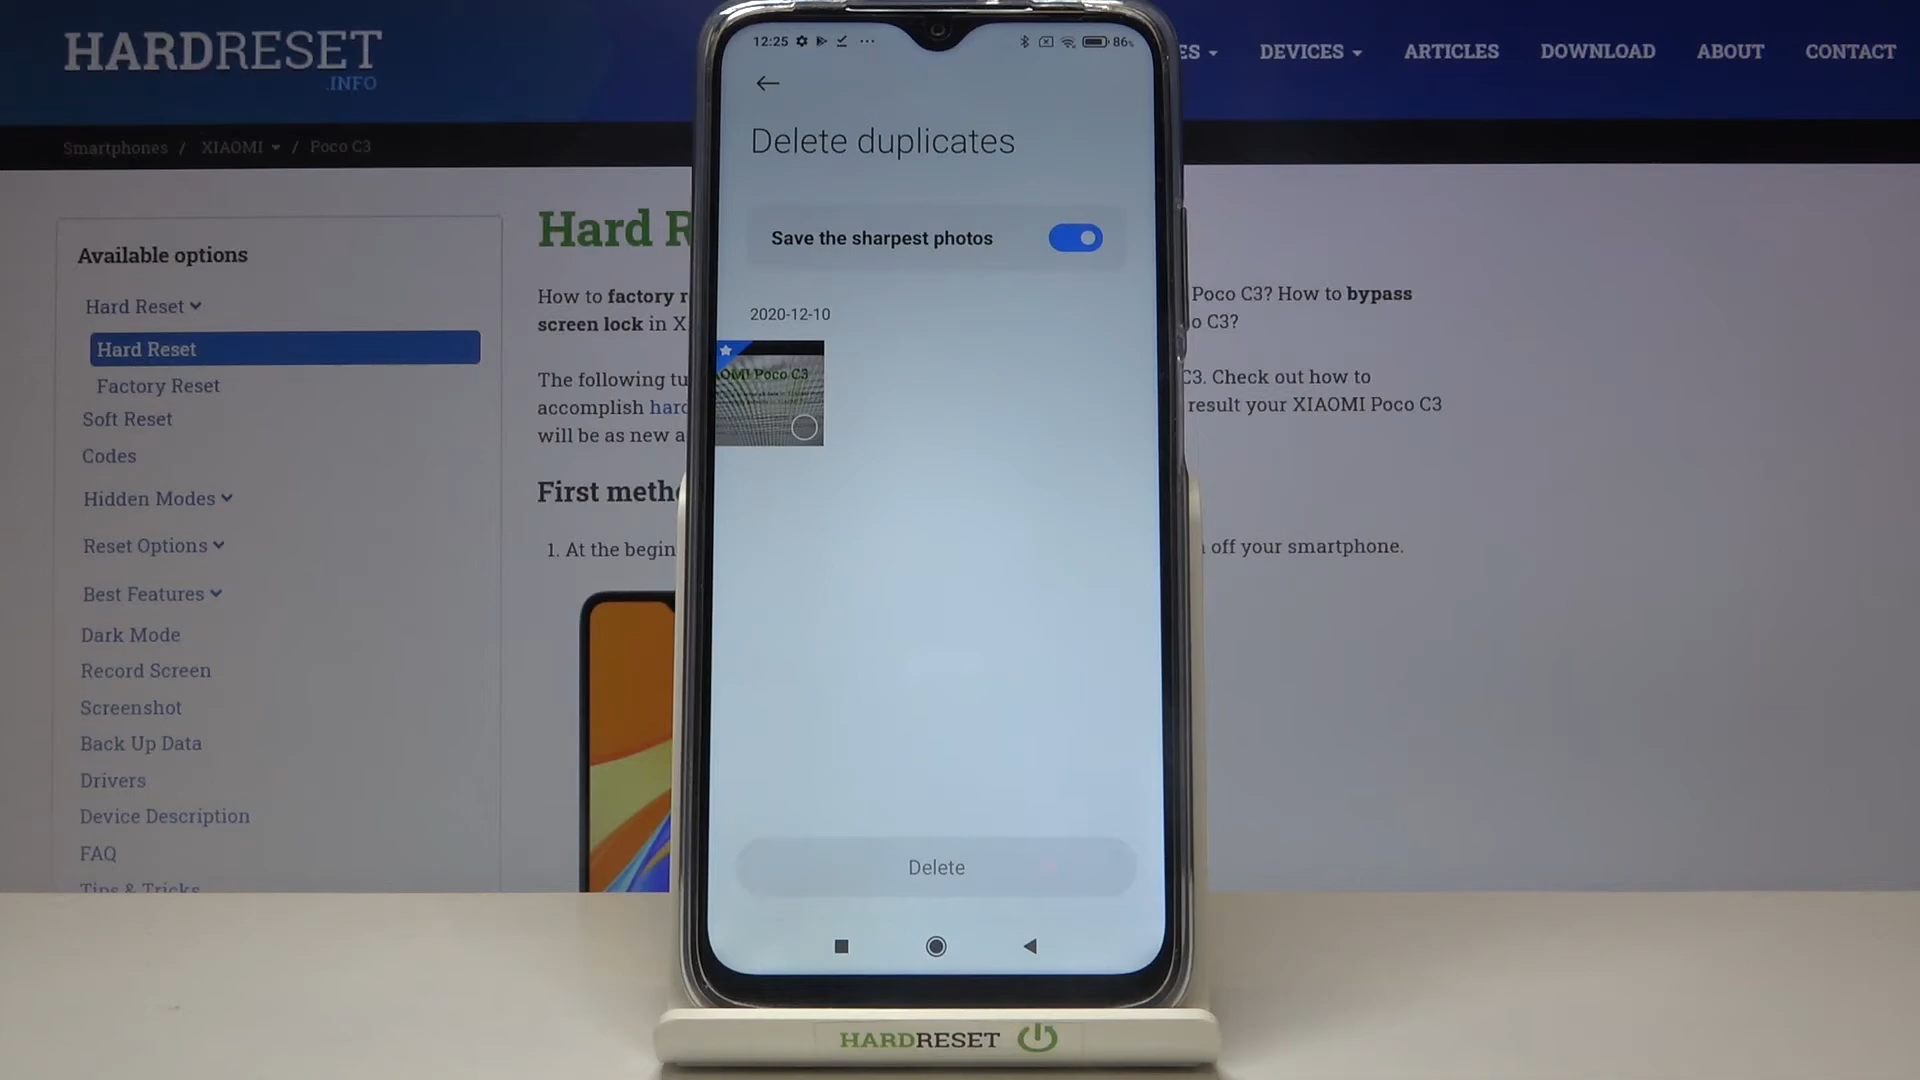 HARDRESET
.INFO
ES
DEVICES
ARTICLES
DOWNLOAD
ABOUT
CONTACT
Smartphones / XIAOMI / Poco C3
Available options
Hard Reset
Hard Reset
Factory Reset
Soft Reset
Codes
Hidden Modes
Reset Options
Best Features
Dark Mode
Record Screen
Screenshot
Back Up Data
Drivers
Device Description
FAQ
Tips & Tricks
Hard R
How to factory r
Poco C3? How to bypass
screen lock in X
o C3?
The following tu
C3. Check out how to
accomplish hard
result your XIAOMI Poco C3
will be as new a
First metho
1. At the begin
off your smartphone.
12:25
86%
Delete duplicates
Save the sharpest photos
2020-12-10
AOMI Poco C3
Delete
HARDRESET